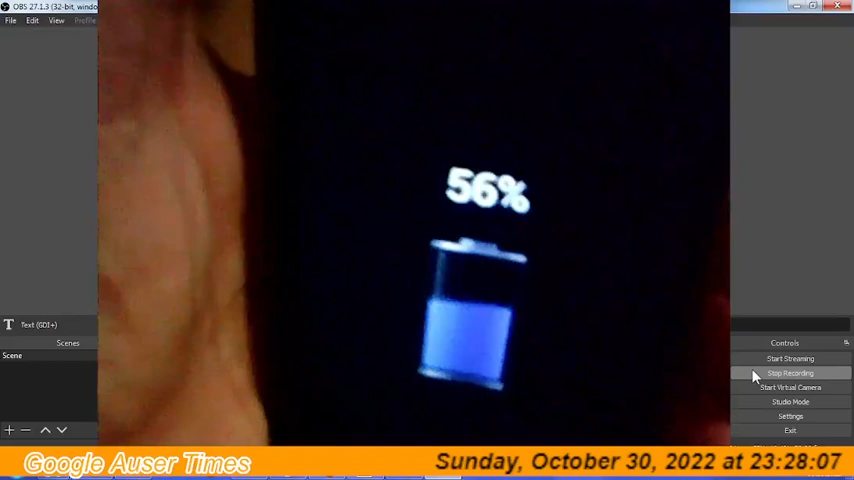 OBS 27.1.3 (32-bit, windo
File Edit View Profile
56%
Text (GDI+)
Scenes
Scene
Controls
Start Streaming
Stop Recording
Start Virtual Camera
Studio Mode
Settings
Exit
Google Auser Times
Sunday, October 30, 2022 at 23:28:07